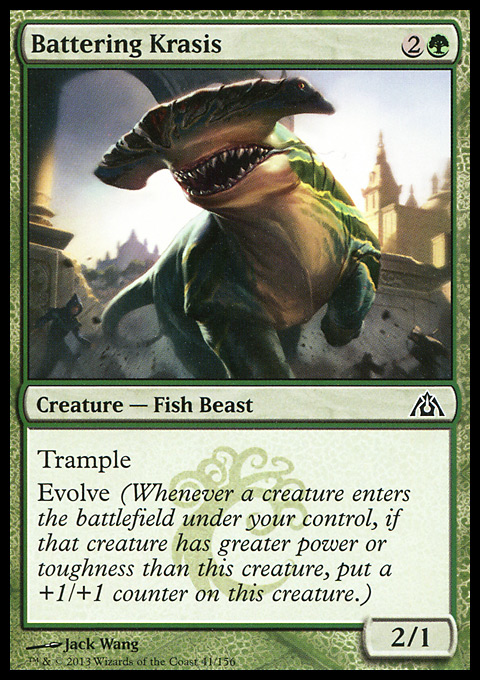 Battering Krasis 2
Creature — Fish Beast
Trample
Evolve (Whenever a creature enters
the battlefield under your control, if
that creature has greater power or
toughness than this creature, put a
+1/+1 counter on this creature.)
2/1
Jack Wang
™ & © 2013 Wizards of the Coast 41/156